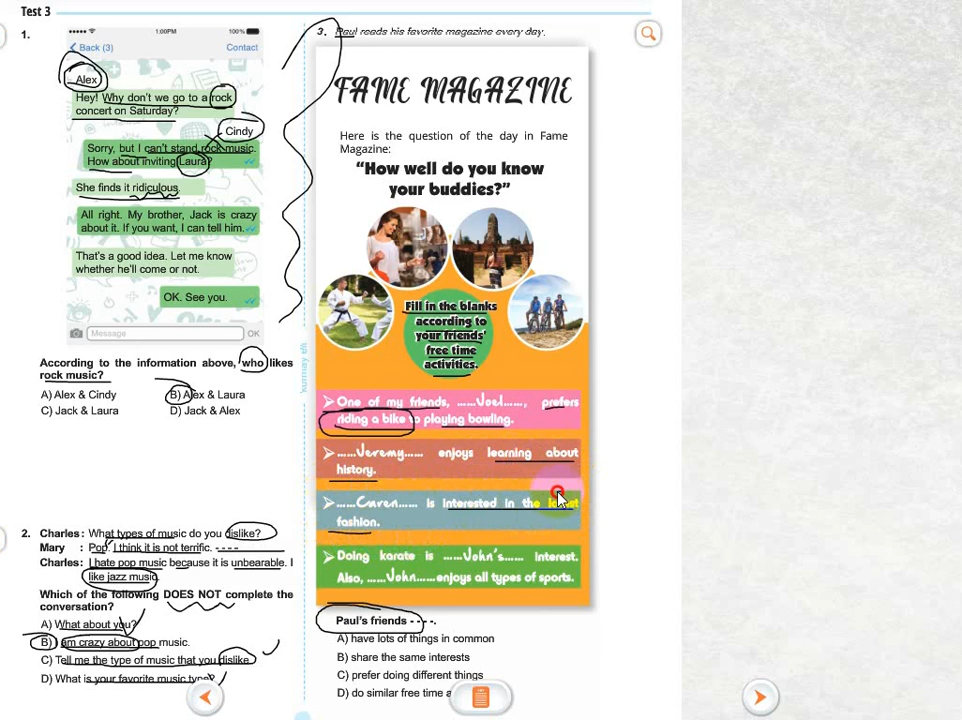 Test 3
1.
1:00PM
100%
Back (3)
Contact
Alex
Hey! Why don't we go to a rock
concert on Saturday?
Cindy
Sorry, but I can't stand rock music.
How about inviting Laura?
She finds it ridiculous.
All right. My brother, Jack is crazy
about it. If you want, I can tell him.
That's a good idea. Let me know
whether he'll come or not.
OK. See you.
Message
OK
According to the information above, who likes
rock music?
A) Alex & Cindy
B) Alex & Laura
C) Jack & Laura
D) Jack & Alex
2. Charles: What types of music do you dislike?
Mary : Pop. I think it is not terrific. ----
Charles: I hate pop music because it is unbearable. I
like jazz music.
Which of the following DOES NOT complete the
conversation?
A) What about you?
B) I am crazy about pop music.
C) Tell me the type of music that you dislike.
D) What is your favorite music type?
3. Paul reads his favorite magazine every day.
FAME MAGAZINE
Here is the question of the day in Fame
Magazine:
"How well do you know
your buddies?"
Fill in the blanks
according to
your friends'
free time
activities.
One of my friends, ......Joel......, prefers
riding a bike to playing bowling.
......Jeremy...... enjoys learning about
history.
......Caren...... is interested in the latest
fashion.
Doing karate is ......John's...... interest.
Also, ......John......enjoys all types of sports.
Paul's friends ----.
A) have lots of things in common
B) share the same interests
C) prefer doing different things
D) do similar free time a